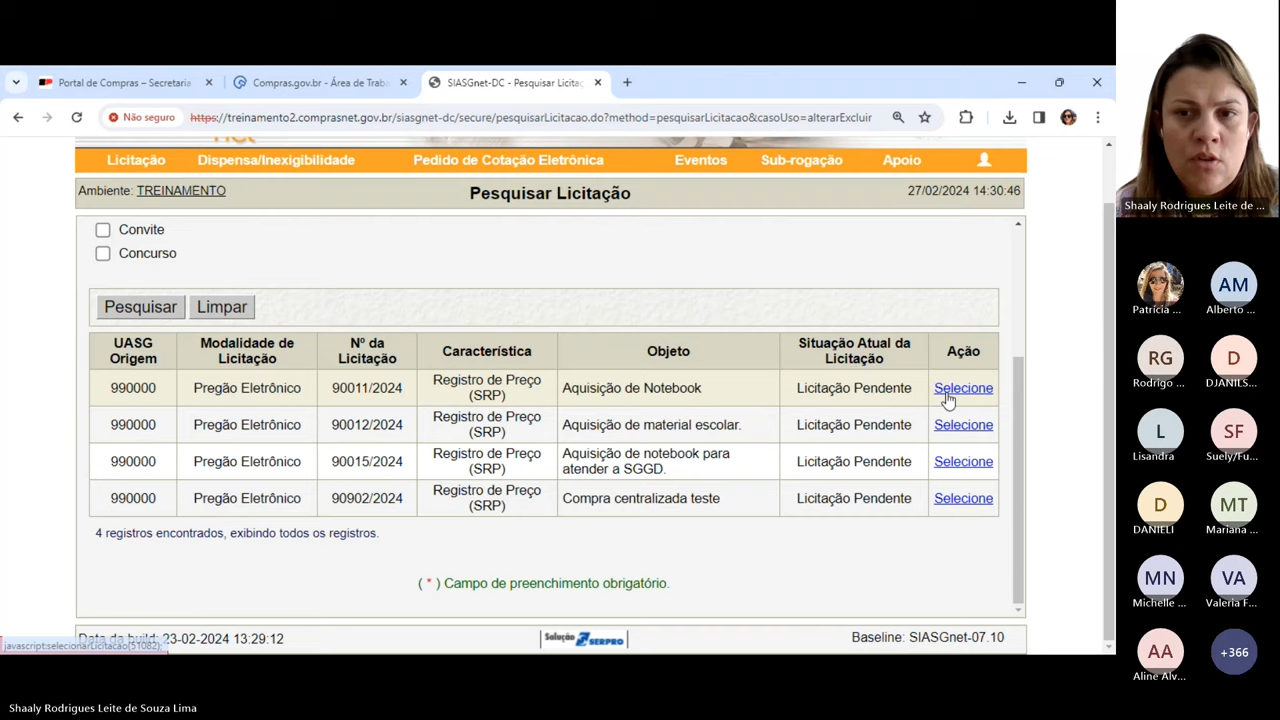 Portal de Compras – Secretaria
Compras.gov.br - Área de Trab
SIASGnet-DC - Pesquisar Licitaç
Não seguro
https://treinamento2.comprasnet.gov.br/siasgnet-dc/secure/pesquisarLicitacao.do?method=pesquisarLicitacao&casoUso=alterarExcluir
net
Licitação Dispensa/Inexigibilidade Pedido de Cotação Eletrônica Eventos Sub-rogação Apoio
Ambiente: TREINAMENTO Pesquisar Licitação 27/02/2024 14:30:46
Convite
Concurso
Pesquisar Limpar
UASG Origem Modalidade de Licitação Nº da Licitação Característica Objeto Situação Atual da Licitação Ação
990000 Pregão Eletrônico 90011/2024 Registro de Preço (SRP) Aquisição de Notebook Licitação Pendente Selecione
990000 Pregão Eletrônico 90012/2024 Registro de Preço (SRP) Aquisição de material escolar. Licitação Pendente Selecione
990000 Pregão Eletrônico 90015/2024 Registro de Preço (SRP) Aquisição de notebook para atender a SGGD. Licitação Pendente Selecione
990000 Pregão Eletrônico 90902/2024 Registro de Preço (SRP) Compra centralizada teste Licitação Pendente Selecione
4 registros encontrados, exibindo todos os registros.
( * ) Campo de preenchimento obrigatório.
Data da build: 23-02-2024 13:29:12 Solução SERPRO Baseline: SIASGnet-07.10
javascript:selecionarLicitacao(51082);
Shaaly Rodrigues Leite de ...
Patrícia ...
AM
Alberto ...
RG
Rodrigo ...
D
DJANILS...
L
Lisandra
SF
Suely/Fu...
D
DANIELI
MT
Mariana ...
MN
Michelle ...
VA
Valeria F...
AA
Aline Alv...
+366
Shaaly Rodrigues Leite de Souza Lima